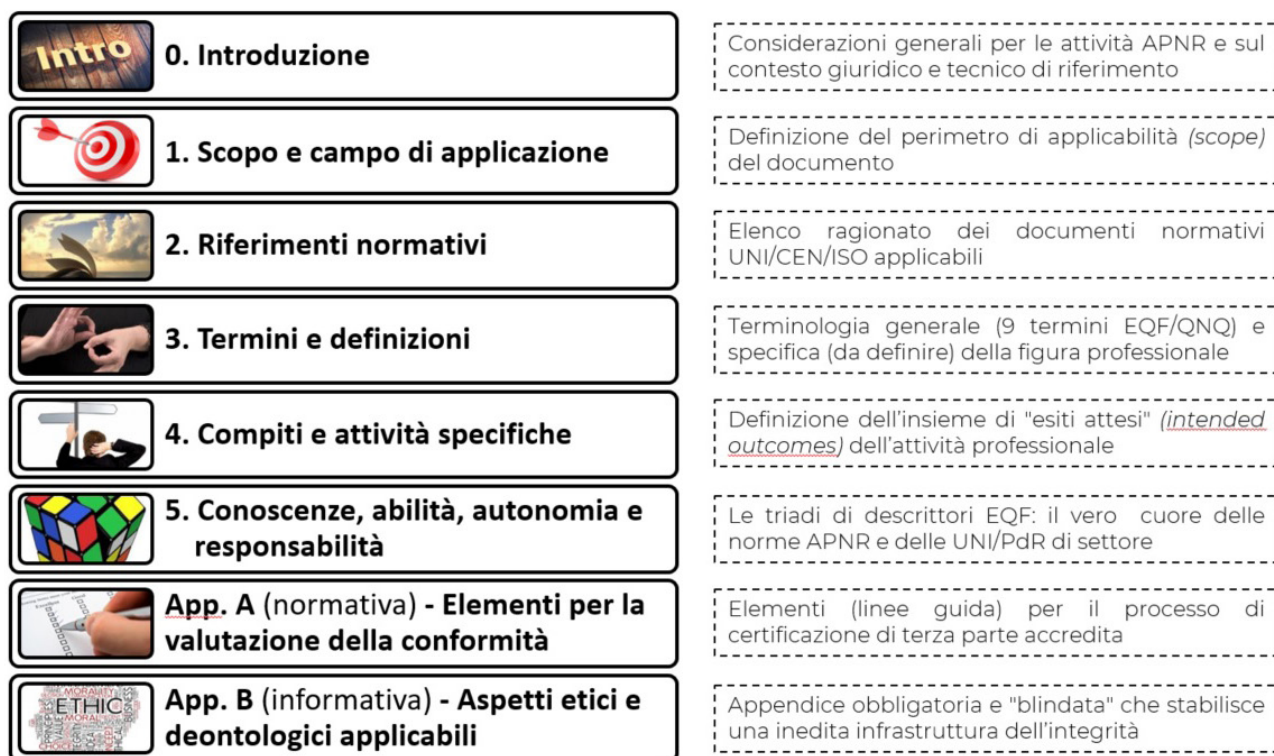 Intro
0. Introduzione
Considerazioni generali per le attività APNR e sul
contesto giuridico e tecnico di riferimento
1. Scopo e campo di applicazione
Definizione del perimetro di applicabilità (scope)
del documento
2. Riferimenti normativi
Elenco ragionato dei documenti normativi
UNI/CEN/ISO applicabili
3. Termini e definizioni
Terminologia generale (9 termini EQF/QNQ) e
specifica (da definire) della figura professionale
4. Compiti e attività specifiche
Definizione dell'insieme di "esiti attesi" (intended
outcomes) dell'attività professionale
5. Conoscenze, abilità, autonomia e
responsabilità
Le triadi di descrittori EQF: il vero cuore delle
norme APNR e delle UNI/PdR di settore
App. A (normativa) - Elementi per la
valutazione della conformità
Elementi (linee guida) per il processo di
certificazione di terza parte accredita
MORALITY
ETHIC
MORAL
App. B (informativa) - Aspetti etici e
deontologici applicabili
Appendice obbligatoria e "blindata" che stabilisce
una inedita infrastruttura dell'integrità